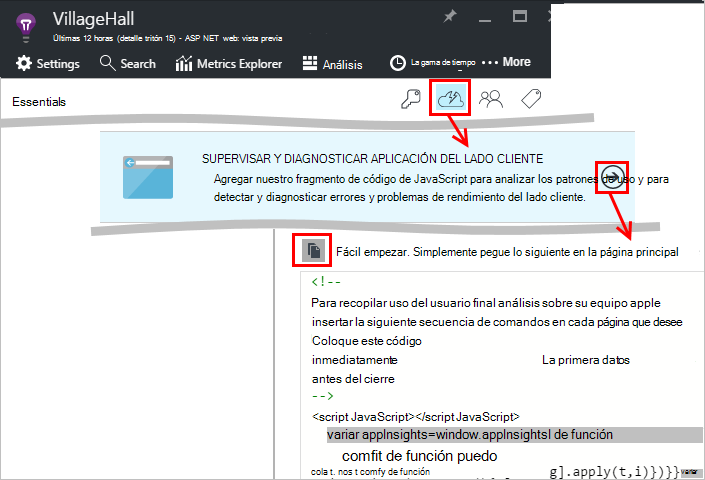 VillageHall
Últimas 12 horas (detalle tritón 15) - ASP NET web: vista previa
Settings Search Metrics Explorer Análisis La gama de tiempo ••• More
Essentials
SUPERVISAR Y DIAGNOSTICAR APLICACIÓN DEL LADO CLIENTE
Agregar nuestro fragmento de código de JavaScript para analizar los patrones de uso y para
detectar y diagnosticar errores y problemas de rendimiento del lado cliente.
Fácil empezar. Simplemente pegue lo siguiente en la página principal
<!--
Para recopilar uso del usuario final análisis sobre su equipo apple
insertar la siguiente secuencia de comandos en cada página que desee
Coloque este código
inmediatamente La primera datos
antes del cierre
-->
<script JavaScript></script JavaScript>
variar appInsights=window.appInsightsI de función
comfit de función puedo
cola t. nos t comfy de función g].apply(t,i)})}}